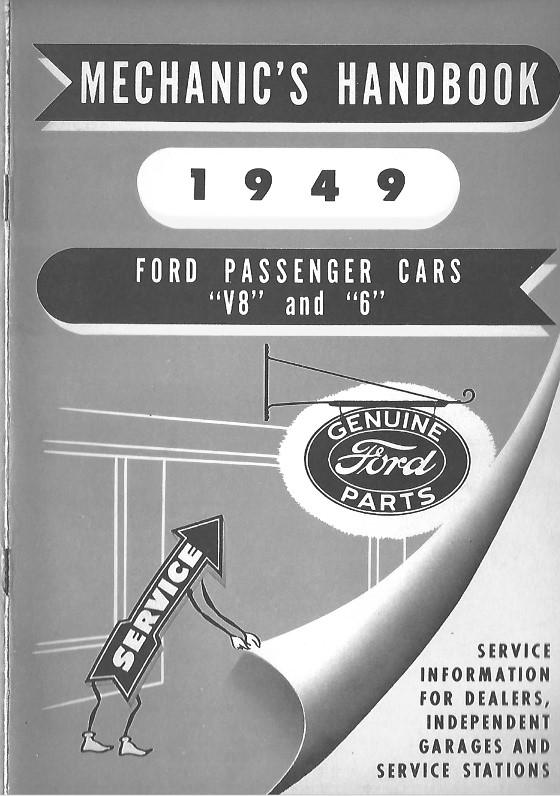 MECHANIC'S HANDBOOK
1949
FORD PASSENGER CARS
"V8" and "6"
GENUINE
Ford
PARTS
SERVICE
SERVICE
INFORMATION
FOR DEALERS,
INDEPENDENT
GARAGES AND
SERVICE STATIONS